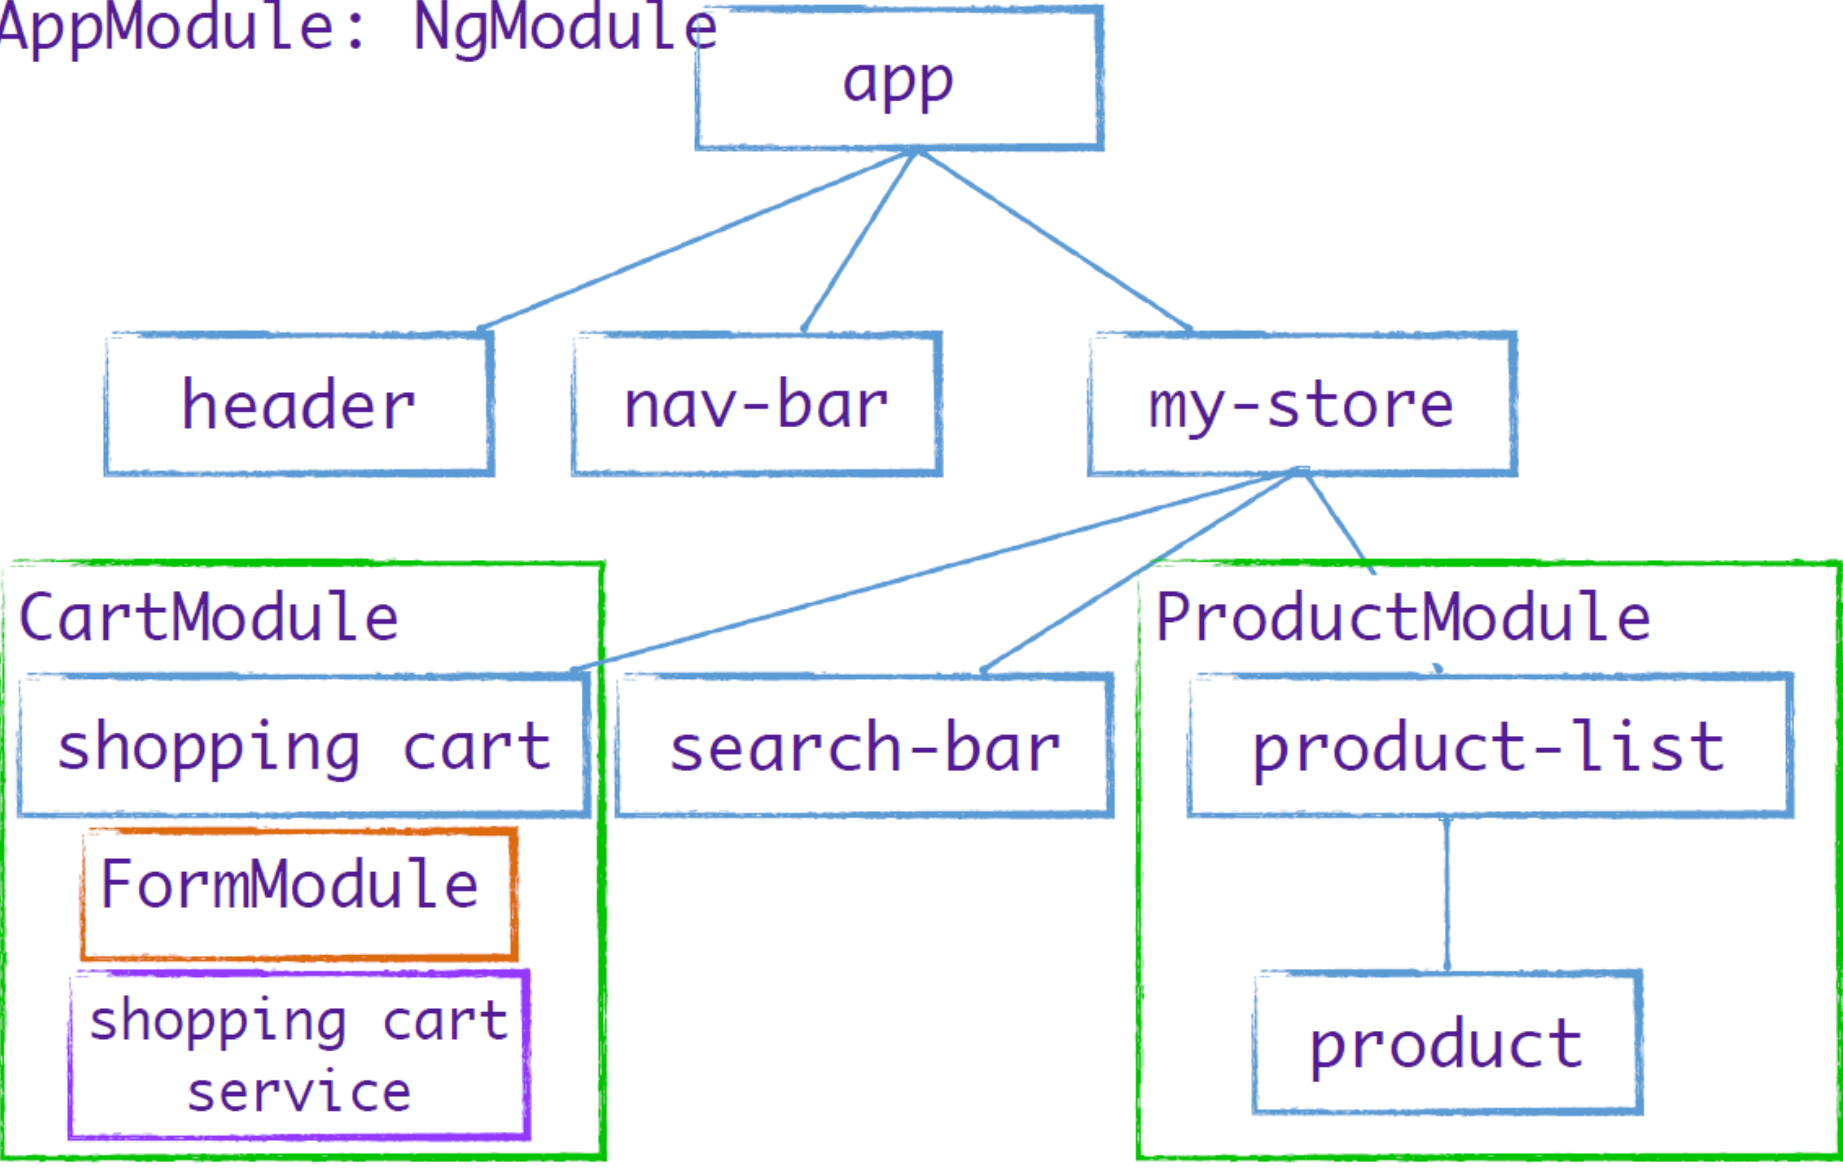 AppModule: NgModule
app
header
nav-bar
my-store
CartModule
ProductModule
shopping cart
search-bar
product-list
FormModule
shopping cart
service
product